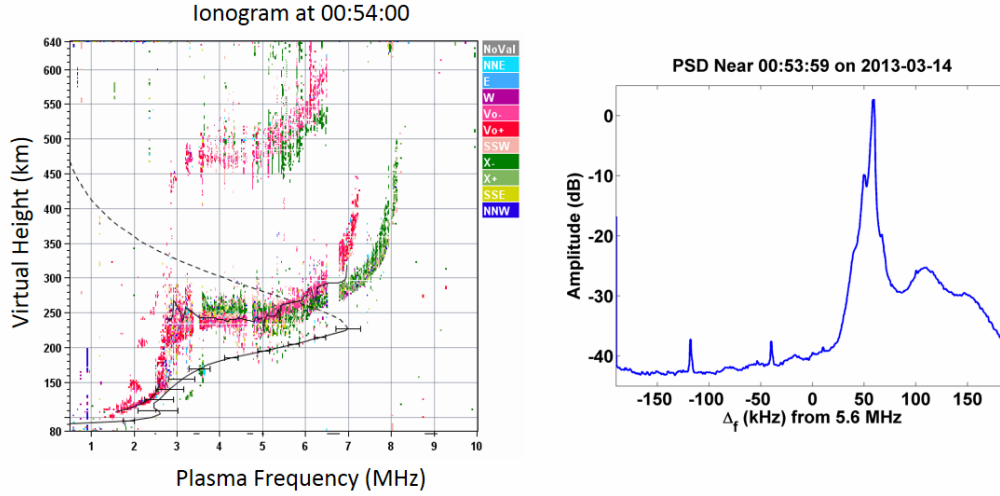 Ionogram at 00:54:00
Virtual Height (km)
640
600
550
500
450
400
350
300
250
200
150
80
1 2 3 4 5 6 7 8 9 10
Plasma Frequency (MHz)
NoVal
NNE
E
W
Vo-
Vo+
SSW
X-
X+
SSE
NNW
PSD Near 00:53:59 on 2013-03-14
Amplitude (dB)
0
-10
-20
-30
-40
-150 -100 -50 0 50 100 150
Δf (kHz) from 5.6 MHz